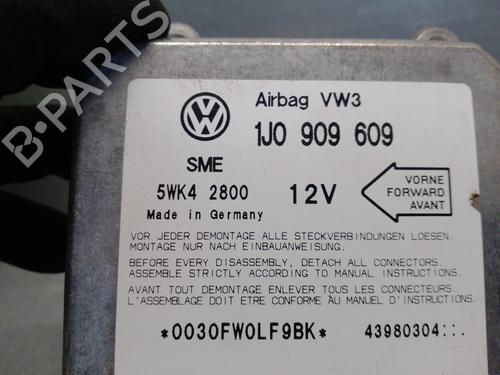 Airbag VW3
1J0 909 609
SME
5WK4 2800
12V
VORNE
FORWARD
AVANT
Made in Germany
VOR JEDER DEMONTAGE ALLE STECKVERBINDUNGEN LOESEN.
MONTAGE NUR NACH EINBAUANWEISUNG.
BEFORE EVERY DISASSEMBLY, DETACH ALL CONNECTORS.
ASSEMBLE STRICTLY ACCORDING TO MANUAL INSTRUCTIONS.
AVANT TOUT DEMONTAGE ENLEVER TOUS LES CONNECTEURS.
L'ASSEMBLAGE DOIT ETRE CONFORME AU MANUEL D'INSTRUCTIONS.
*0030FW0LF9BK*
43980304
B-PARTS